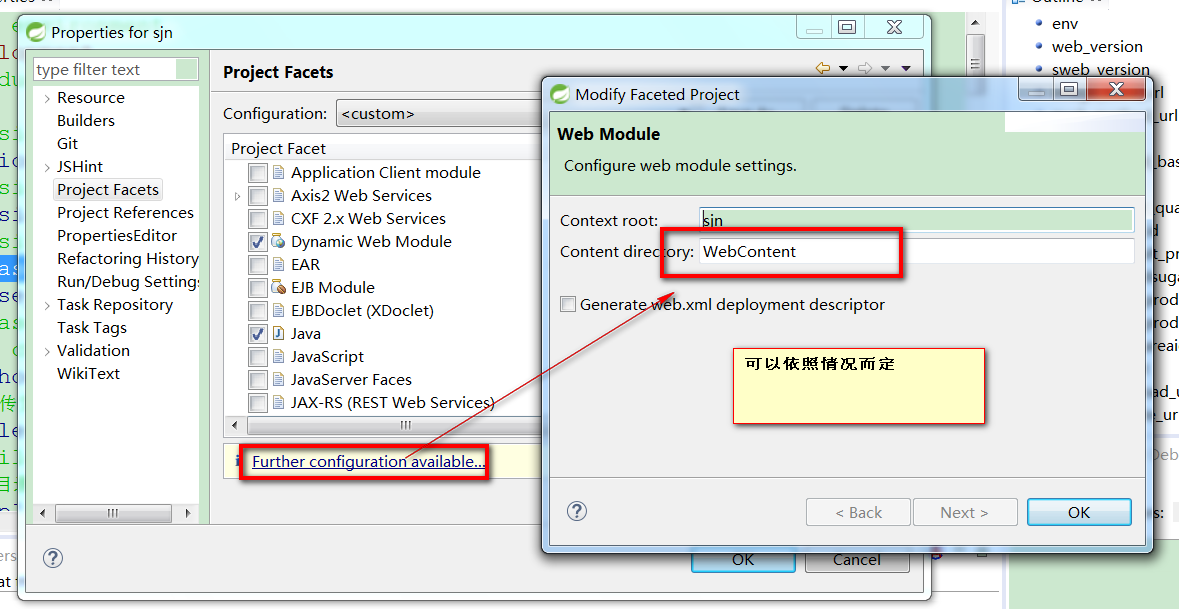 Outline
env
web_version
sweb_version
Properties for sjn
type filter text
Resource
Builders
Git
JSHint
Project Facets
Project References
PropertiesEditor
Refactoring History
Run/Debug Settings
Task Repository
Task Tags
Validation
WikiText
Project Facets
Configuration: <custom>
Project Facet
Application Client module
Axis2 Web Services
CXF 2.x Web Services
Dynamic Web Module
EAR
EJB Module
EJBDoclet (XDoclet)
Java
JavaScript
JavaServer Faces
JAX-RS (REST Web Services)
Further configuration available...
OK
Cancel
Modify Faceted Project
Web Module
Configure web module settings.
Context root: sjn
Content directory: WebContent
Generate web.xml deployment descriptor
可以依照情况而定
< Back
Next >
OK